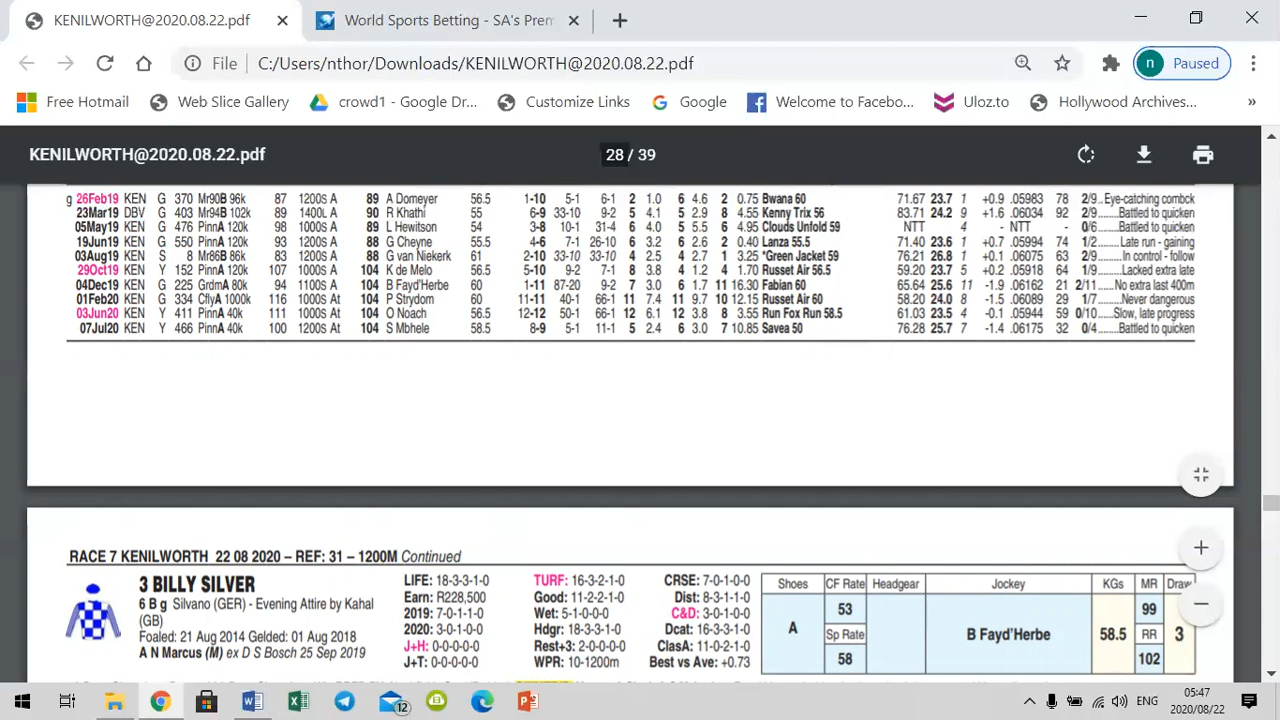 KENILWORTH@2020.08.22.pdf
World Sports Betting - SA's Prem
File C:/Users/nthor/Downloads/KENILWORTH@2020.08.22.pdf
n Paused
Free Hotmail Web Slice Gallery crowd1 - Google Dr... Customize Links Google Welcome to Facebo... Uloz.to Hollywood Archives... »
KENILWORTH@2020.08.22.pdf 28 / 39
g 26Feb19 KEN G 370 Mr90B 96k 87 1200S A 89 A Domeyer 56.5 1-10 5-1 6-1 2 1.0 6 4.6 2 0.75 Bwana 60 71.67 23.7 1 +0.9 .05983 78 2/9..Eye-catching combck
23Mar19 DBV G 403 Mr94B 102k 89 1400L A 90 R Khathi 55 6-9 33-10 9-2 5 4.1 5 2.9 8 4.55 Kenny Trix 56 83.71 24.2 9 +1.6 .06034 92 2/9....Battled to quicken
05May19 KEN G 476 PinnA 120k 98 1000S A 89 L Hewitson 54 3-8 10-1 31-4 6 4.0 5 5.5 6 4.95 Clouds Unfold 59 NTT 4 - NTT - 0/6.....Battled to quicken
19Jun19 KEN G 550 PinnA 120k 93 1200S A 88 G Cheyne 55.5 4-6 7-1 26-10 6 3.2 6 2.6 2 0.40 Lanza 55.5 71.40 23.6 1 +0.7 .05994 74 1/2......Late run - gaining
03Aug19 KEN S 8 Mr86B 86k 83 1200S A 88 G van Niekerk 61 2-10 33-10 33-10 4 2.5 4 2.7 1 3.25 *Green Jacket 59 76.21 26.8 1 +0.1 .06075 63 2/9.....In control - follow
29Oct19 KEN Y 152 PinnA 120k 107 1000S A 104 K de Melo 56.5 5-10 9-2 7-1 8 3.8 4 1.2 4 1.70 Russet Air 56.5 59.20 23.7 5 +0.2 .05918 64 1/9......Lacked extra late
04Dec19 KEN G 225 GrdmA 80k 94 1100S A 104 B Fayd'Herbe 60 1-11 87-20 9-2 7 3.0 6 1.7 11 16.30 Fabian 60 65.64 25.6 11 -1.9 .06162 21 2/11...No extra last 400m
01Feb20 KEN G 334 CflyA 1000k 116 1000S At 104 P Strydom 60 11-11 40-1 66-1 11 7.4 11 9.7 10 12.15 Russet Air 60 58.20 24.0 8 -1.5 .06089 29 1/7......Never dangerous
03Jun20 KEN Y 411 PinnA 40k 111 1000S At 104 O Noach 61 12-12 50-1 66-1 12 6.1 12 3.8 8 3.55 Run Fox Run 58.5 61.03 23.5 4 -0.1 .05944 59 0/10......Slow, late progress
07Jul20 KEN Y 466 PinnA 40k 100 1000S At 104 S Mbhele 58.5 8-9 5-1 11-1 5 2.4 6 3.0 7 10.85 Savea 50 76.28 25.7 7 -1.4 .06175 32 0/4......Battled to quicken
RACE 7 KENILWORTH 22 08 2020 – REF: 31 – 1200M Continued
3 BILLY SILVER
6 B g Silvano (GER) - Evening Attire by Kahal
(GB)
Foaled: 21 Aug 2014 Gelded: 01 Aug 2018
A N Marcus (M) ex D S Bosch 25 Sep 2019
LIFE: 18-3-3-1-0 TURF: 16-3-2-1-0 CRSE: 7-0-1-0-0
Earn: R228,500 Good: 11-2-2-1-0 Dist: 8-3-1-1-0
2019: 7-0-1-1-0 Wet: 5-1-0-0-0 C&D: 3-0-1-0-0
2020: 3-0-1-0-0 Hdgr: 18-3-3-1-0 Dcat: 16-3-3-1-0
J+H: 0-0-0-0-0 Rest+3: 2-0-0-0-0 ClasA: 11-0-2-1-0
J+T: 0-0-0-0-0 WPR: 10-1200m Best vs Ave: +0.73
Shoes CF Rate Headgear Jockey KGs MR Draw
A 53 B Fayd'Herbe 58.5 99 3
Sp Rate RR
58 102
12
ENG 05:47
2020/08/22